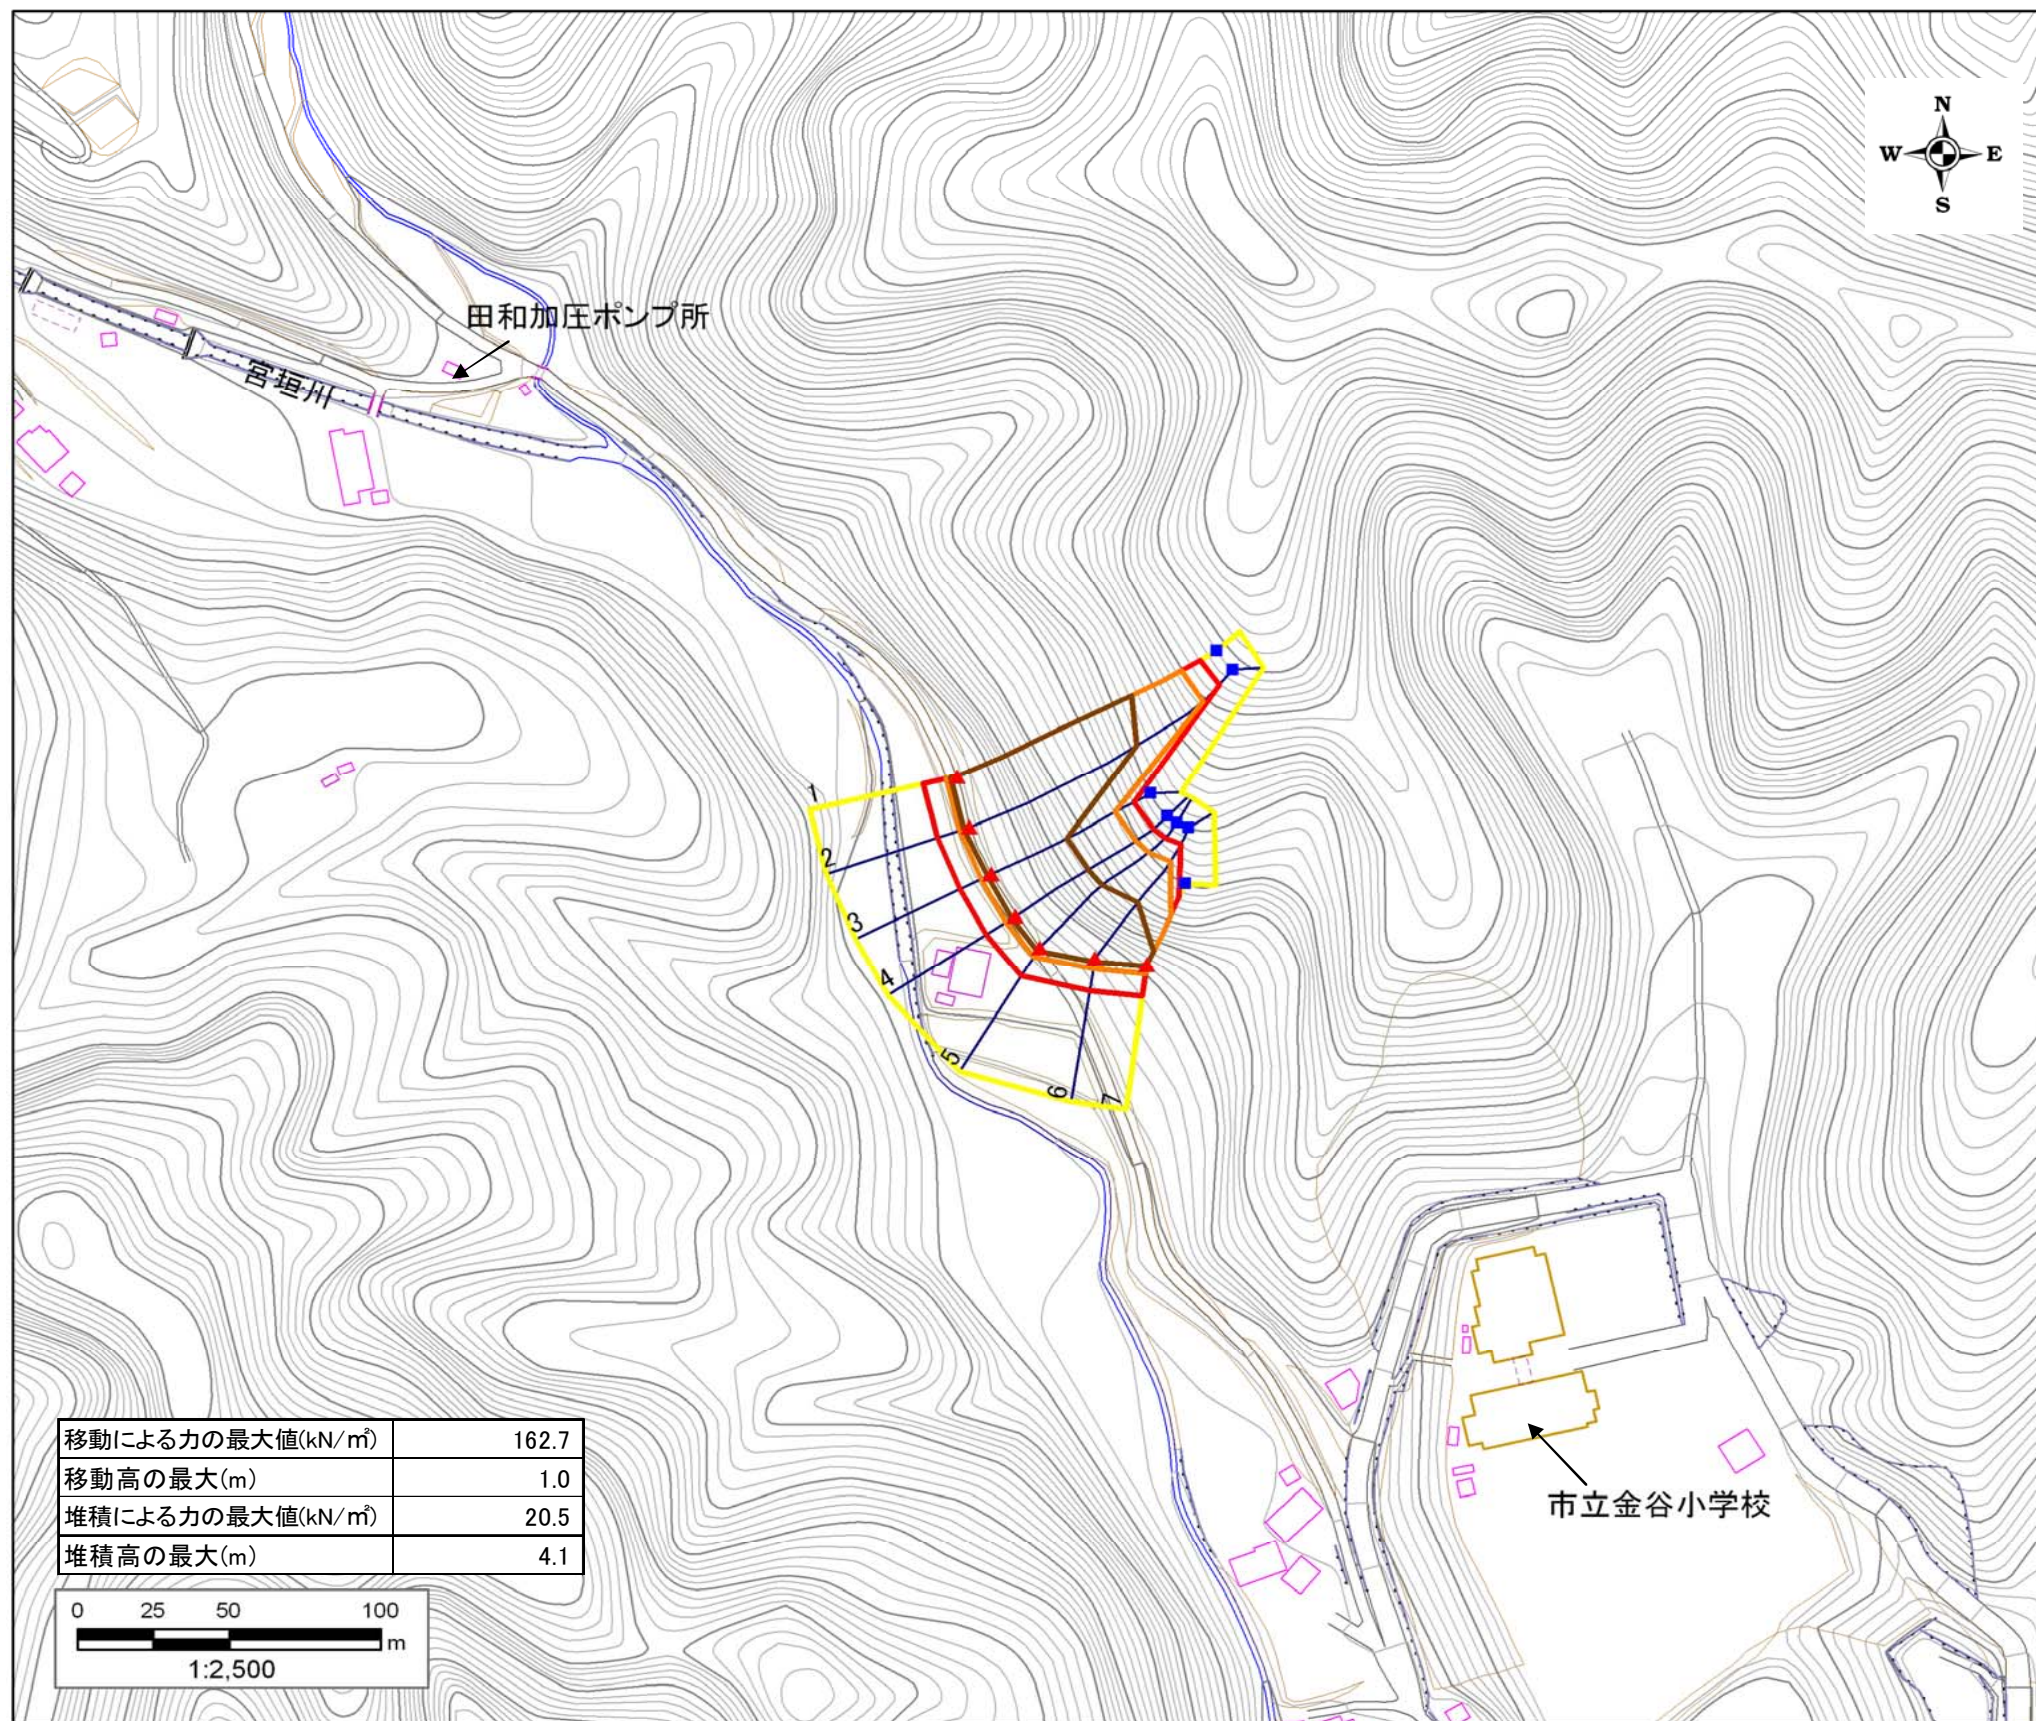 N
W E
S
田和加圧ポンプ所
宮垣川
1
2
3
4
5
6
7
移動による力の最大値(kN/㎡) 162.7
移動高の最大(m) 1.0
堆積による力の最大値(kN/㎡) 20.5
堆積高の最大(m) 4.1
市立金谷小学校
0 25 50 100
m
1:2,500